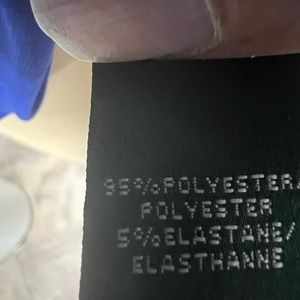 95%POLYESTER/
POLYESTER
5%ELASTANE/
ELASTHANNE